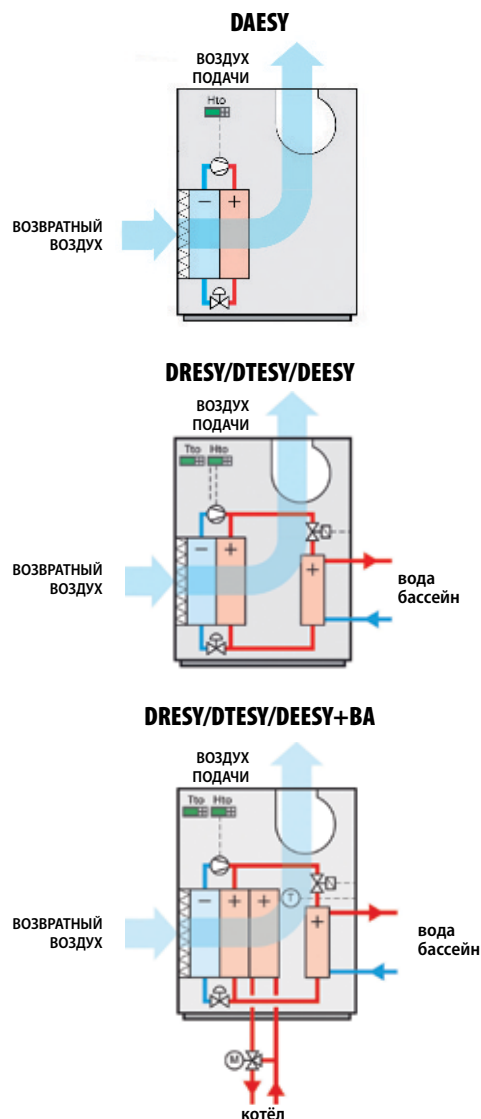 DAESY
ВОЗДУХ
ПОДАЧИ
Hto
ВОЗВРАТНЫЙ
ВОЗДУХ
− +
DRESY/DTESY/DEESY
ВОЗДУХ
ПОДАЧИ
Tto Hto
ВОЗВРАТНЫЙ
ВОЗДУХ
− + +
вода
бассейн
DRESY/DTESY/DEESY+BA
ВОЗДУХ
ПОДАЧИ
Tto Hto
− + + T +
ВОЗВРАТНЫЙ
ВОЗДУХ
вода
бассейн
M
котёл